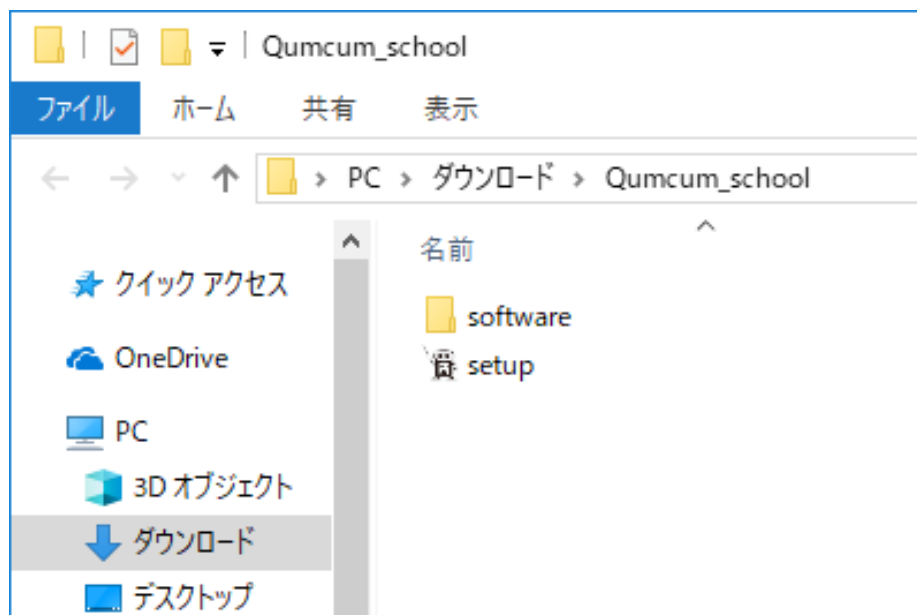 Qumcum_school
ファイル ホーム 共有 表示
PC › ダウンロード › Qumcum_school
名前
クイック アクセス
software
OneDrive
setup
PC
3D オブジェクト
ダウンロード
デスクトップ